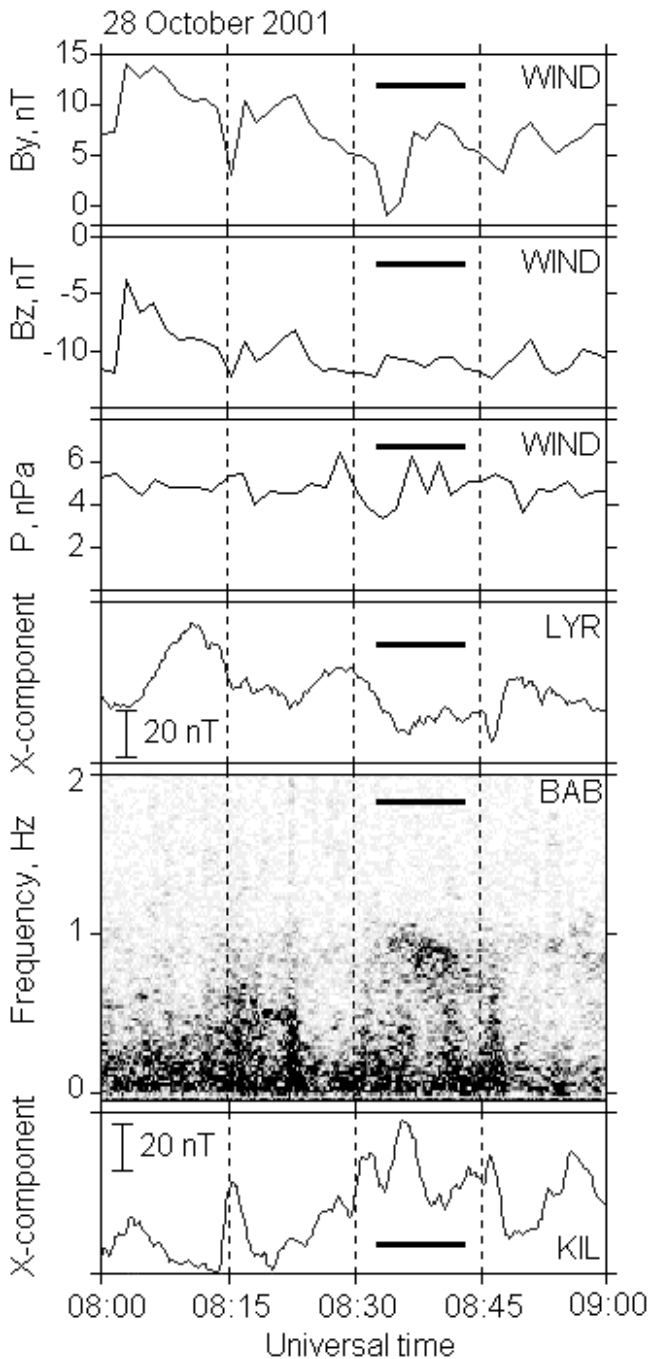 28 October 2001
15
10
5
0
By, nT
WIND
0
-5
-10
Bz, nT
WIND
6
4
2
P, nPa
WIND
X-component
20 nT
LYR
2
1
0
Frequency, Hz
BAB
X-component
20 nT
KIL
08:00 08:15 08:30 08:45 09:00
Universal time